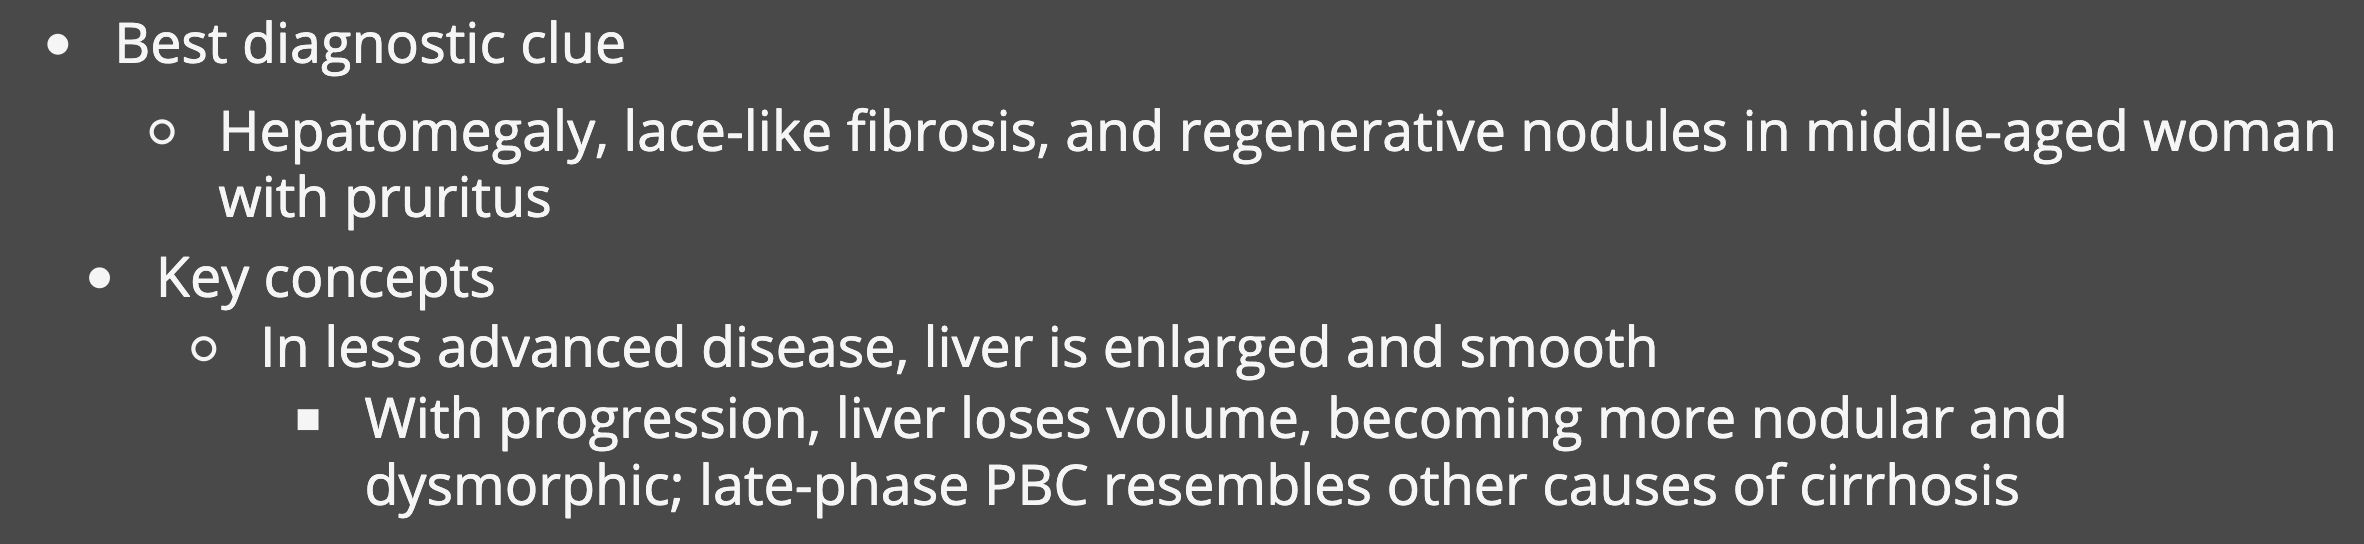 • Best diagnostic clue
○ Hepatomegaly, lace-like fibrosis, and regenerative nodules in middle-aged woman
with pruritus
• Key concepts
○ In less advanced disease, liver is enlarged and smooth
■ With progression, liver loses volume, becoming more nodular and
dysmorphic; late-phase PBC resembles other causes of cirrhosis